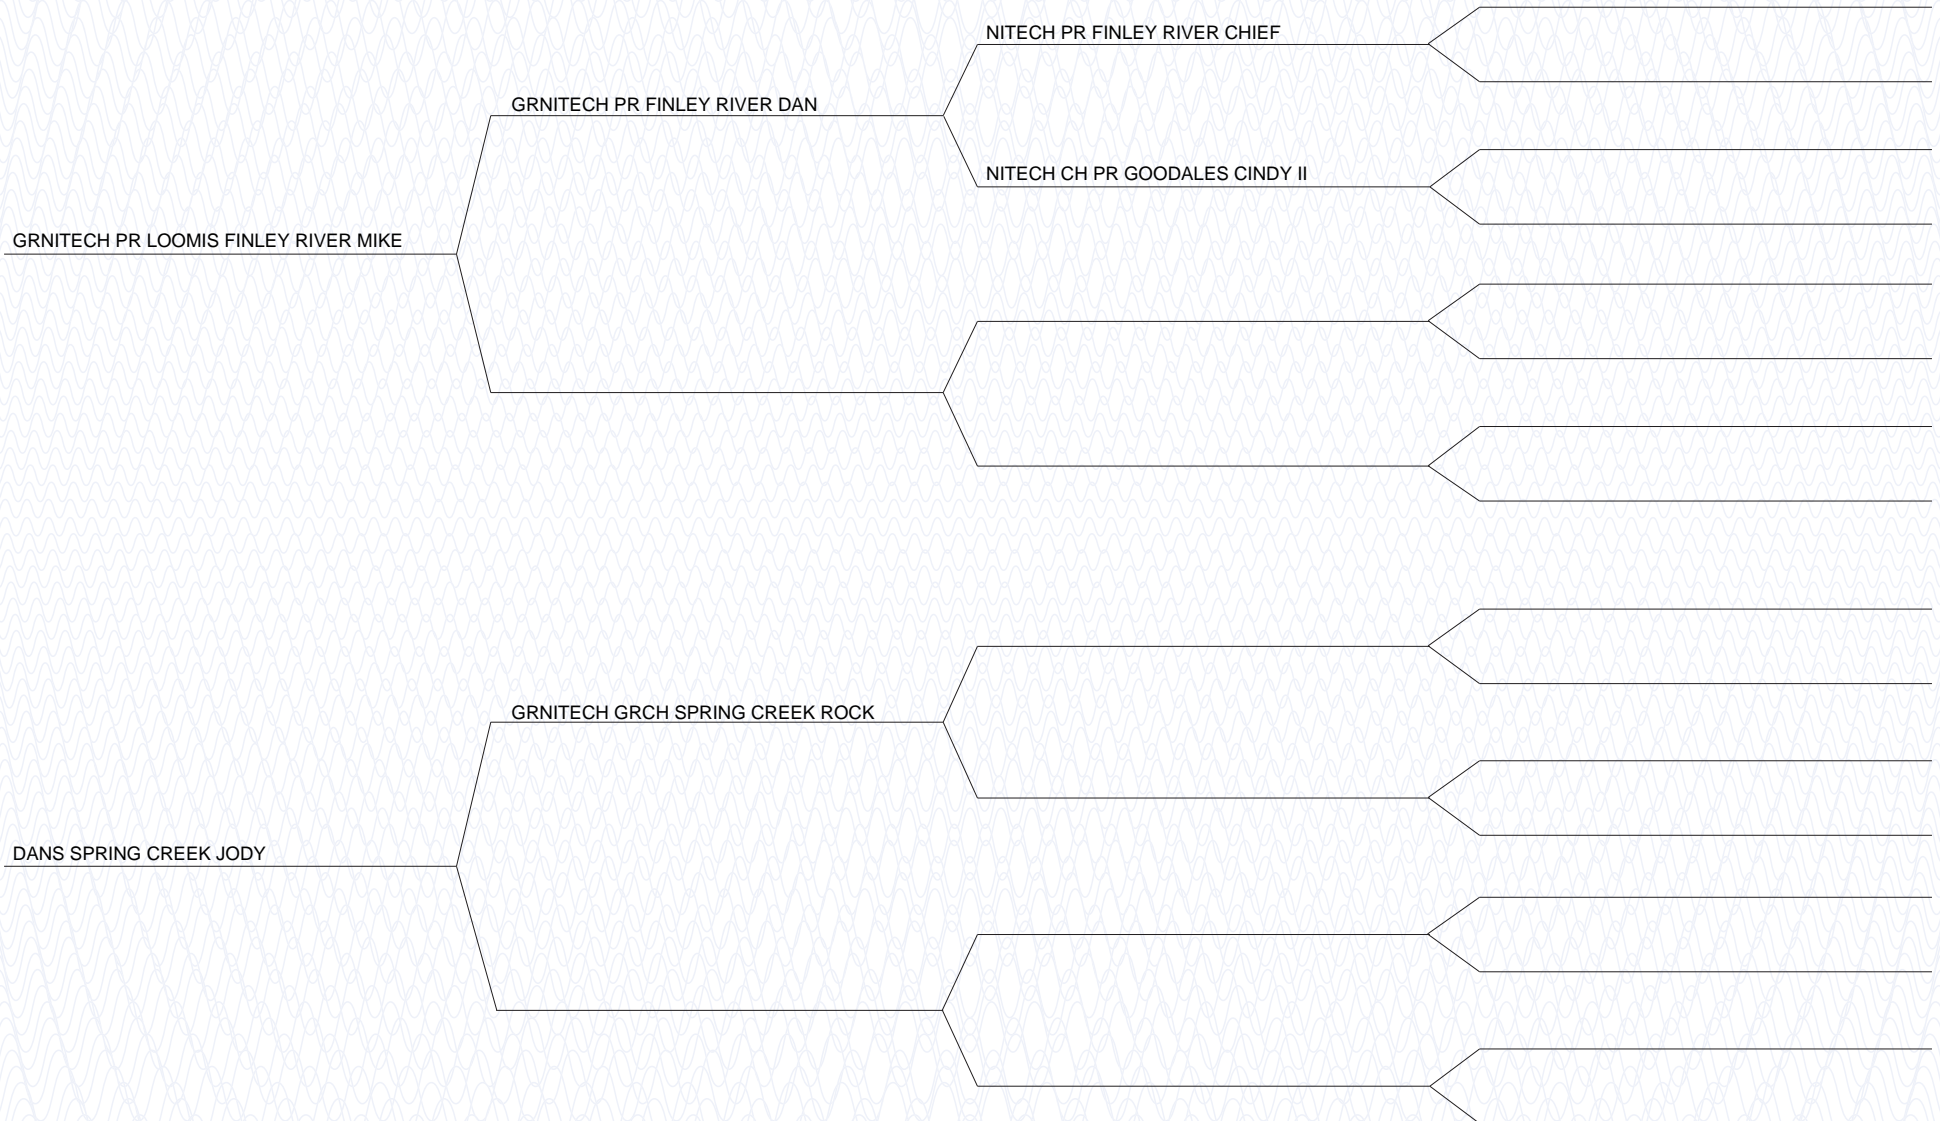 NITECH PR FINLEY RIVER CHIEF
GRNITECH PR FINLEY RIVER DAN
NITECH CH PR GOODALES CINDY II
GRNITECH PR LOOMIS FINLEY RIVER MIKE
GRNITECH GRCH SPRING CREEK ROCK
DANS SPRING CREEK JODY